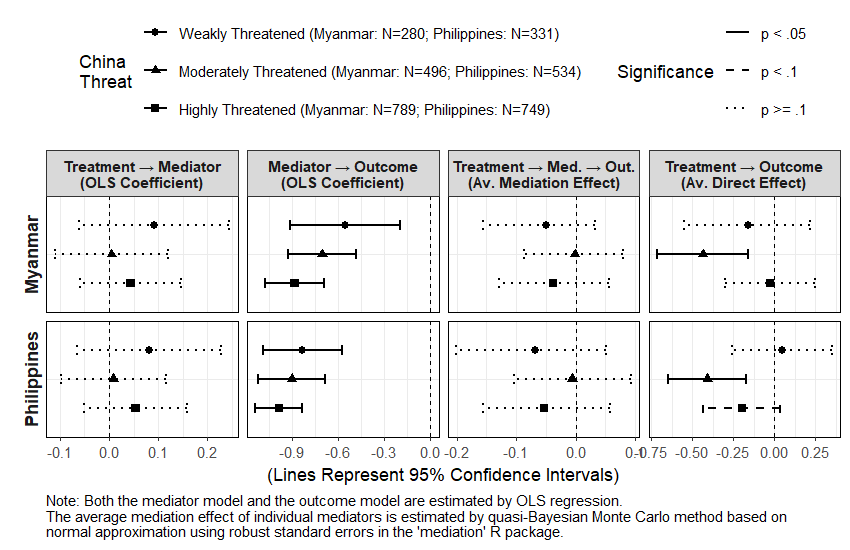 China
Threat
Weakly Threatened (Myanmar: N=280; Philippines: N=331)
Moderately Threatened (Myanmar: N=496; Philippines: N=534)
Highly Threatened (Myanmar: N=789; Philippines: N=749)
Significance
p < .05
p < .1
p >= .1
Treatment → Mediator
(OLS Coefficient)
Mediator → Outcome
(OLS Coefficient)
Treatment → Med. → Out.
(Av. Mediation Effect)
Treatment → Outcome
(Av. Direct Effect)
Myanmar
Philippines
-0.1 0.0 0.1 0.2
-0.9 -0.6 -0.3 0.0
-0.2 -0.1 0.0 0.1
-0.75 -0.50 -0.25 0.00 0.25
(Lines Represent 95% Confidence Intervals)
Note: Both the mediator model and the outcome model are estimated by OLS regression.
The average mediation effect of individual mediators is estimated by quasi-Bayesian Monte Carlo method based on
normal approximation using robust standard errors in the 'mediation' R package.